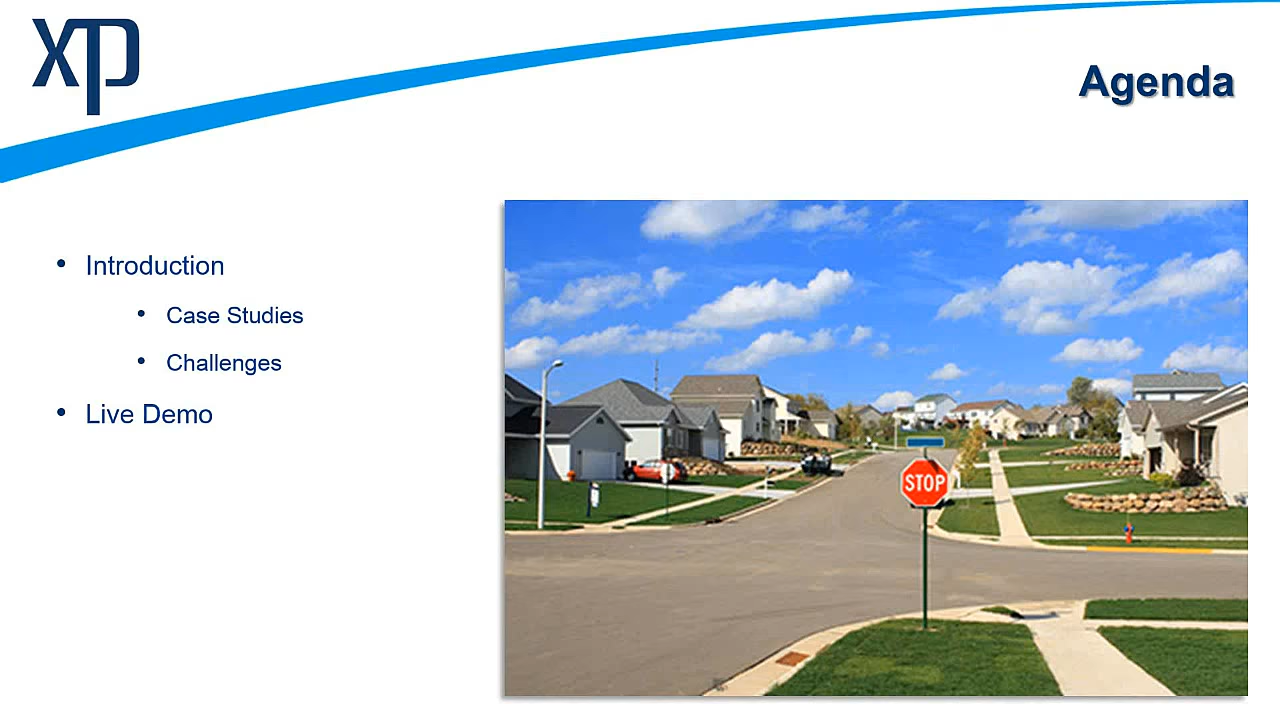 xp
Agenda
• Introduction
• Case Studies
• Challenges
• Live Demo
STOP